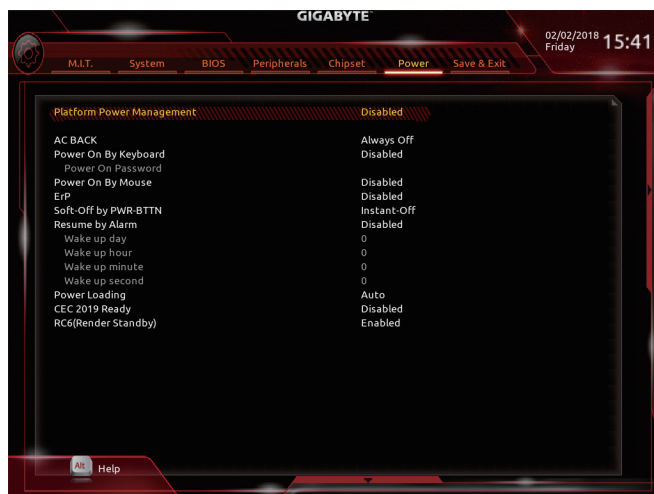 GIGABYTE™
02/02/2018 Friday 15:41
M.I.T. System BIOS Peripherals Chipset Power Save & Exit
Platform Power Management Disabled
AC BACK Always Off
Power On By Keyboard Disabled
Power On Password
Power On By Mouse Disabled
ErP Disabled
Soft-Off by PWR-BTTN Instant-Off
Resume by Alarm Disabled
Wake up day 0
Wake up hour 0
Wake up minute 0
Wake up second 0
Power Loading Auto
CEC 2019 Ready Disabled
RC6(Render Standby) Enabled
Alt Help